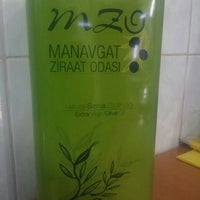 MZO
MANAVGAT
ZİRAAT ODASI
Extra Virgin Olive Oil